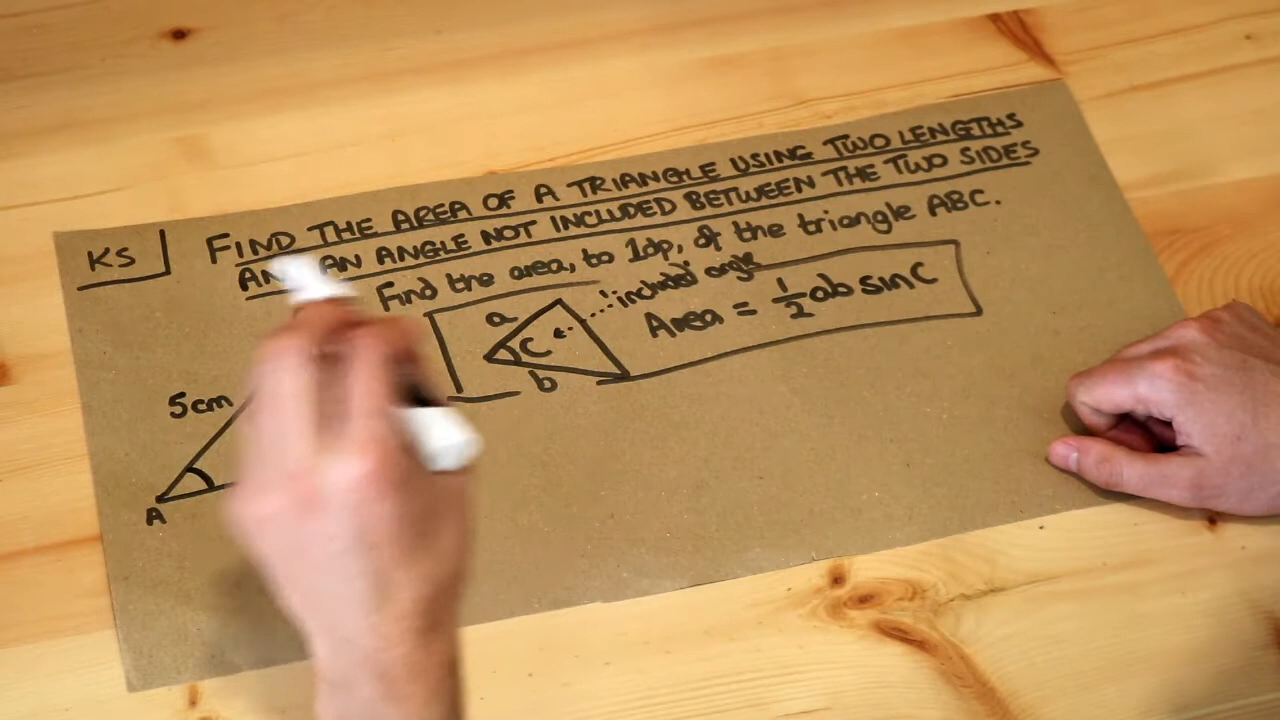 KS
FIND THE AREA OF A TRIANGLE USING TWO LENGTHS
AN ANGLE NOT INCLUDED BETWEEN THE TWO SIDES
Find the area, to 1dp, of the triangle ABC.
included angle
a
C
b
Area = ½ab sinC
5cm
A